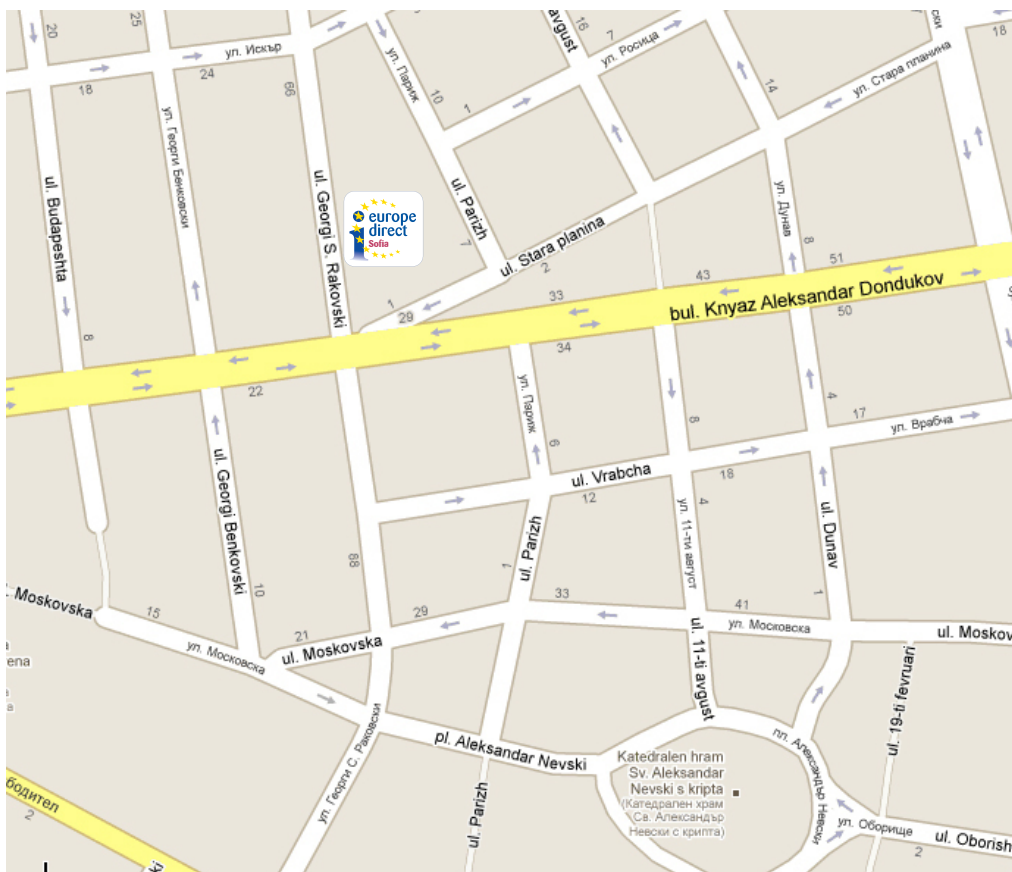 20
25
16
avgust
ски
18
7
ул. Росица
ул. Искър
24
18
66
ул. Париж
10
1
14
ул. Стара планина
ул. Георги Бенковски
ul. Budapeshta
ul. Georgi S. Rakovski
europe
direct
Sofia
ul. Parizh
7
ul. Stara planina
2
ул. Дунав
8
51
43
33
1
29
bul. Knyaz Aleksandar Dondukov
50
34
8
22
ул. Париж
6
8
4
17
ул. Врабча
ul. Vrabcha
12
18
4
ul. Georgi Benkovski
10
88
ul. Parizh
1
ул. 11-ти август
ul. Dunav
1
Moskovska
15
ул. Московска
21
ul. Moskovska
29
33
41
ул. Московска
ul. Moskov
ul. 11-ti avgust
ul. 19-ti fevruari
ena
а
а
ул. Георги С. Раковски
pl. Aleksandar Nevski
пл. Александър Невски
Katedralen hram
Sv. Aleksandar
Nevski s kripta
(Катедрален храм
Св. Александър
Невски с крипта)
ul. Parizh
бодител
2
ki
ул. Оборище
2
ul. Oborish